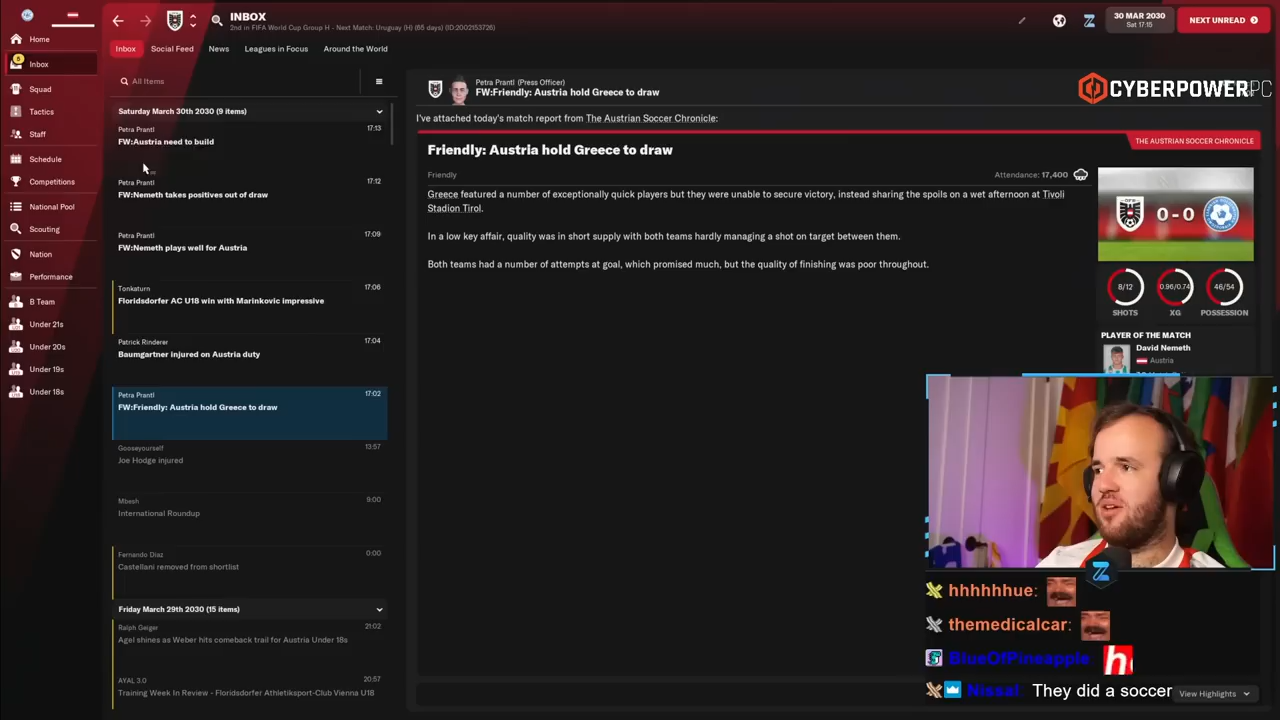 INBOX
2nd in FIFA World Cup Group H - Next Match: Uruguay (H) (65 days) (ID:2002153726)
30 MAR 2030
Sat 17:15
NEXT UNREAD
Home
6
Inbox
Squad
Tactics
Staff
Schedule
Competitions
National Pool
Scouting
Nation
Performance
B Team
Under 21s
Under 20s
Under 19s
Under 18s
Inbox
Social Feed
News
Leagues in Focus
Around the World
All Items
Saturday March 30th 2030 (9 items)
Petra Prantl
17:13
FW:Austria need to build
Petra Prantl
17:12
FW:Nemeth takes positives out of draw
Petra Prantl
17:09
FW:Nemeth plays well for Austria
Tonkaturn
17:06
Floridsdorfer AC U18 win with Marinkovic impressive
Patrick Rinderer
17:04
Baumgartner injured on Austria duty
Petra Prantl
17:02
FW:Friendly: Austria hold Greece to draw
Gooseyourself
13:57
Joe Hodge injured
Mbesh
9:00
International Roundup
Fernando Diaz
0:00
Castellani removed from shortlist
Friday March 29th 2030 (15 items)
Ralph Geiger
21:02
Agel shines as Weber hits comeback trail for Austria Under 18s
AYAL 3.0
20:57
Training Week In Review - Floridsdorfer Athletiksport-Club Vienna U18
Petra Prantl (Press Officer)
FW:Friendly: Austria hold Greece to draw
CYBERPOWERPC
I've attached today's match report from The Austrian Soccer Chronicle:
THE AUSTRIAN SOCCER CHRONICLE
Friendly: Austria hold Greece to draw
Friendly
Attendance: 17,400
Greece featured a number of exceptionally quick players but they were unable to secure victory, instead sharing the spoils on a wet afternoon at Tivoli
Stadion Tirol.
In a low key affair, quality was in short supply with both teams hardly managing a shot on target between them.
Both teams had a number of attempts at goal, which promised much, but the quality of finishing was poor throughout.
0-0
8/12
0.96/0.74
46/54
SHOTS
XG
POSSESSION
PLAYER OF THE MATCH
David Nemeth
Austria
hhhhhhue:
themedicalcar:
BlueOfPineapple
Nissal
They did a soccer
View Highlights